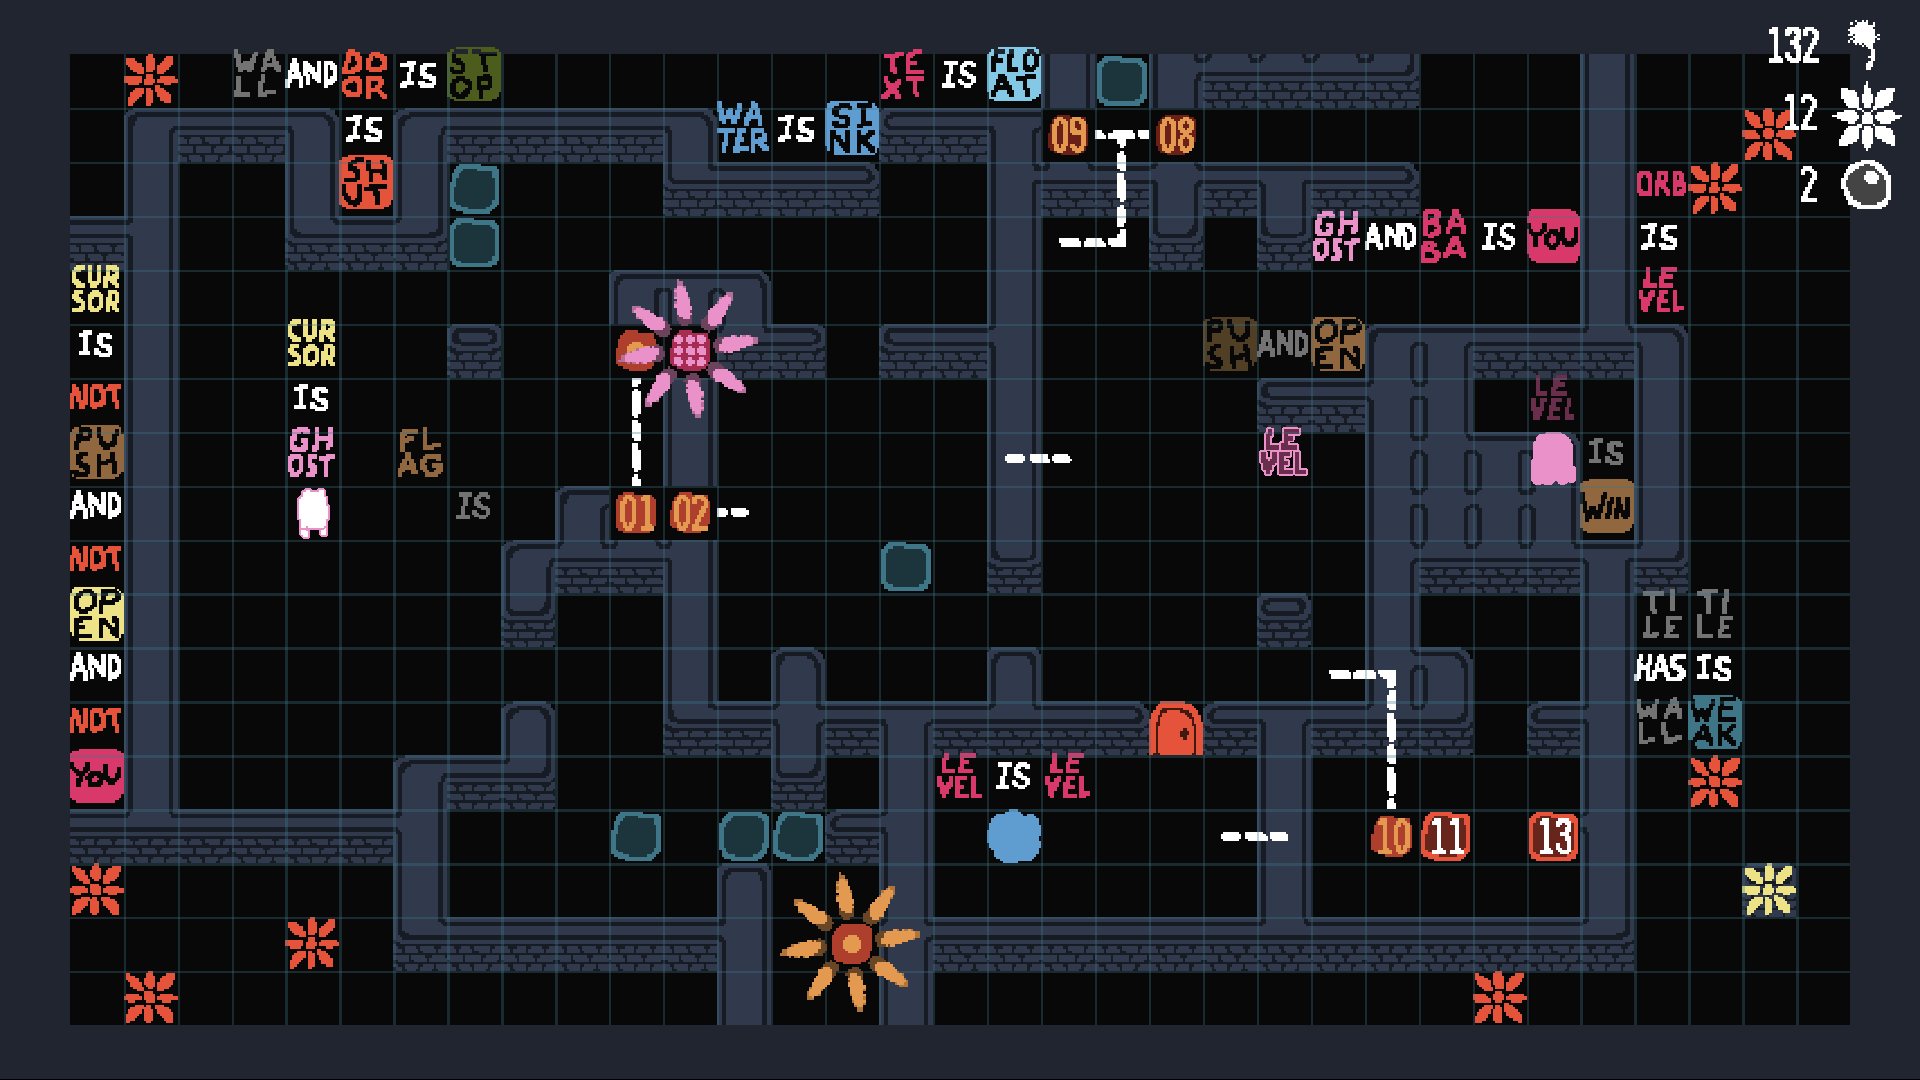 132
WALL AND DOOR IS STOP
TEXT IS FLOAT
12
IS
WATER IS SINK
09 08
SHUT
ORB
2
GHOST AND BABA IS YOU
IS
CURSOR
LEVEL
IS
CURSOR
PUSH AND OPEN
NOT
IS
LEVEL
PUSH
GHOST
FLAG
LEVEL
IS
AND
IS
01 02
WIN
NOT
OPEN
TILE TILE
AND
HAS IS
NOT
WALL WEAK
YOU
LEVEL IS LEVEL
10 11 13